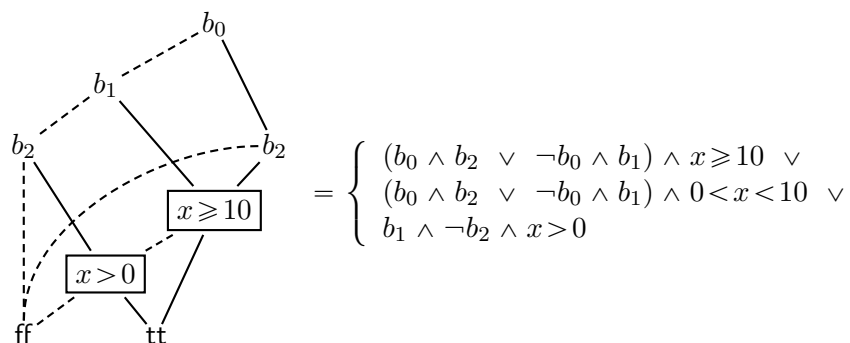 b₀
b₁
b₂ b₂
x ⩾ 10
x > 0
ff tt
= {
(b₀ ∧ b₂ ∨ ¬b₀ ∧ b₁) ∧ x ⩾ 10 ∨
(b₀ ∧ b₂ ∨ ¬b₀ ∧ b₁) ∧ 0 < x < 10 ∨
b₁ ∧ ¬b₂ ∧ x > 0